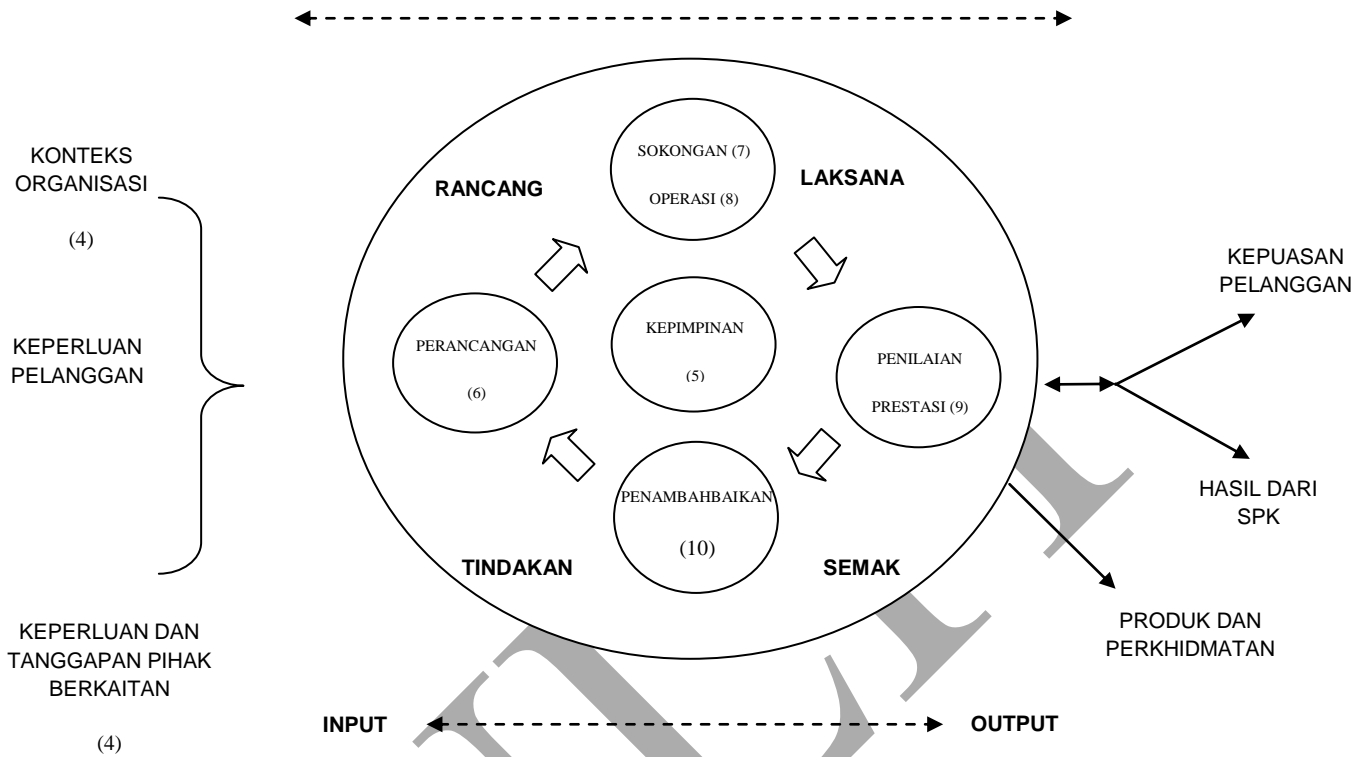 KONTEKS
ORGANISASI
(4)
KEPERLUAN
PELANGGAN
KEPERLUAN DAN
TANGGAPAN PIHAK
BERKAITAN
(4)
RANCANG
LAKSANA
SOKONGAN (7)
OPERASI (8)
PERANCANGAN
(6)
KEPIMPINAN
(5)
PENILAIAN
PRESTASI (9)
PENAMBAHBAIKAN
(10)
TINDAKAN
SEMAK
KEPUASAN
PELANGGAN
HASIL DARI
SPK
PRODUK DAN
PERKHIDMATAN
INPUT
OUTPUT